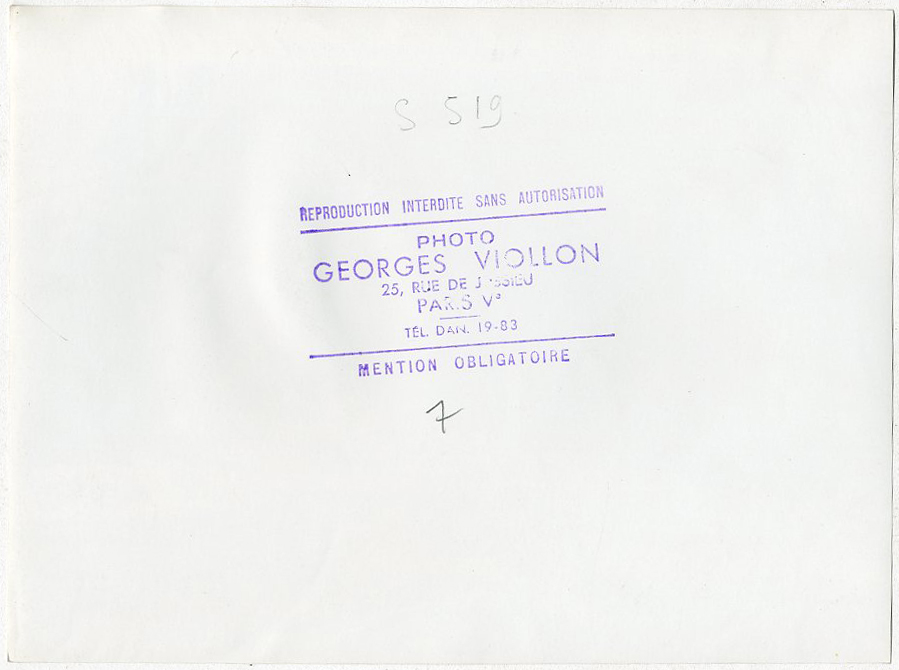 S 519
REPRODUCTION INTERDITE SANS AUTORISATION
PHOTO
GEORGES VIOLLON
25, RUE DE JUSSIEU
PARIS Vᵉ
TÉL. DAN. 19-83
MENTION OBLIGATOIRE
7